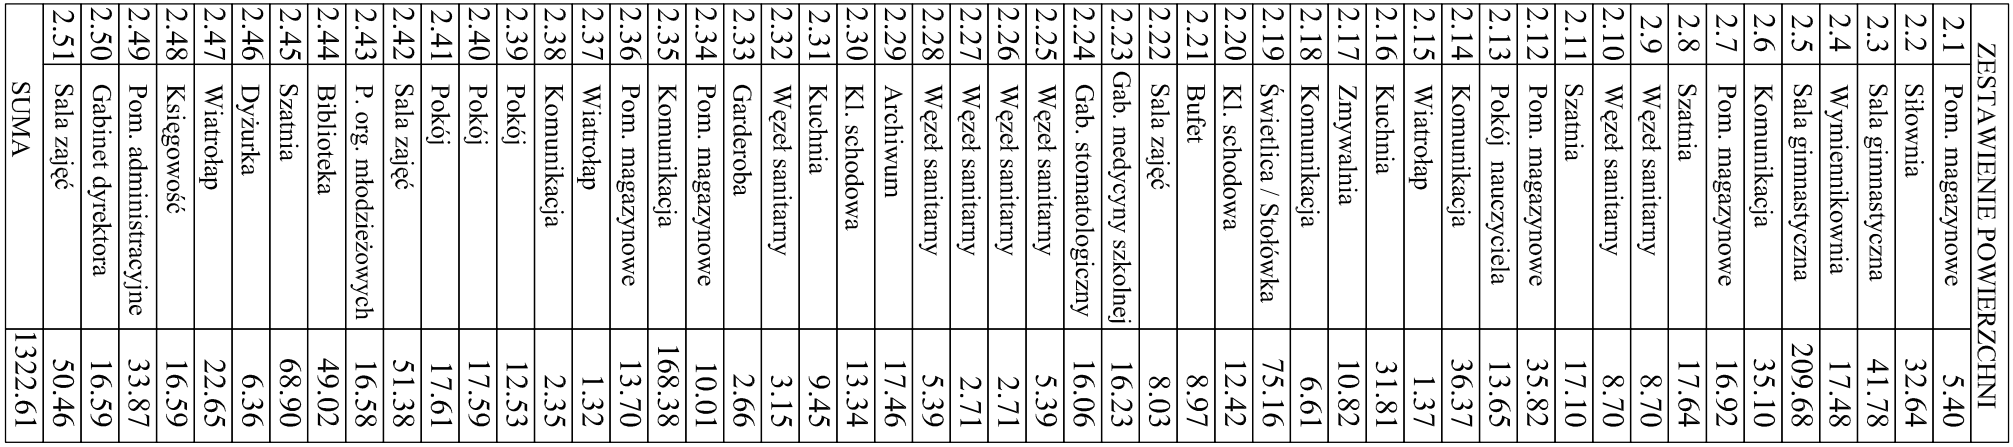 ZESTAWIENIE POWIERZCHNI
2.1 Pom. magazynowe 5.40
2.2 Siłownia 32.64
2.3 Sala gimnastyczna 41.78
2.4 Wymiennikownia 17.48
2.5 Sala gimnastyczna 209.68
2.6 Komunikacja 35.10
2.7 Pom. magazynowe 16.92
2.8 Szatnia 17.64
2.9 Węzeł sanitarny 8.70
2.10 Węzeł sanitarny 8.70
2.11 Szatnia 17.10
2.12 Pom. magazynowe 35.82
2.13 Pokój nauczyciela 13.65
2.14 Komunikacja 36.37
2.15 Wiatrołap 1.37
2.16 Kuchnia 31.81
2.17 Zmywalnia 10.82
2.18 Komunikacja 6.61
2.19 Świetlica / Stołówka 75.16
2.20 Kl. schodowa 12.42
2.21 Bufet 8.97
2.22 Sala zajęć 8.03
2.23 Gab. medycyny szkolnej 16.23
2.24 Gab. stomatologiczny 16.06
2.25 Węzeł sanitarny 5.39
2.26 Węzeł sanitarny 2.71
2.27 Węzeł sanitarny 2.71
2.28 Węzeł sanitarny 5.39
2.29 Archiwum 17.46
2.30 Kl. schodowa 13.34
2.31 Kuchnia 9.45
2.32 Węzeł sanitarny 3.15
2.33 Garderoba 2.66
2.34 Pom. magazynowe 10.01
2.35 Komunikacja 168.38
2.36 Pom. magazynowe 13.70
2.37 Wiatrołap 1.32
2.38 Komunikacja 2.35
2.39 Pokój 12.53
2.40 Pokój 17.59
2.41 Pokój 17.61
2.42 Sala zajęć 51.38
2.43 P. org. młodzieżowych 16.58
2.44 Biblioteka 49.02
2.45 Szatnia 68.90
2.46 Dyżurka 6.36
2.47 Wiatrołap 22.65
2.48 Księgowość 16.59
2.49 Pom. administracyjne 33.87
2.50 Gabinet dyrektora 16.59
2.51 Sala zajęć 50.46
SUMA 1322.61